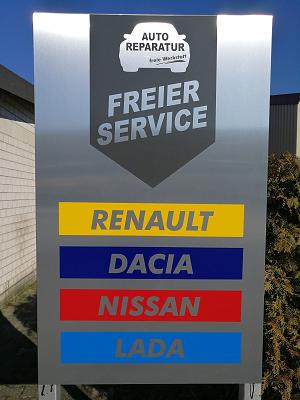 AUTO
REPARATUR
freie Werkstatt
FREIER
SERVICE
RENAULT
DACIA
NISSAN
LADA